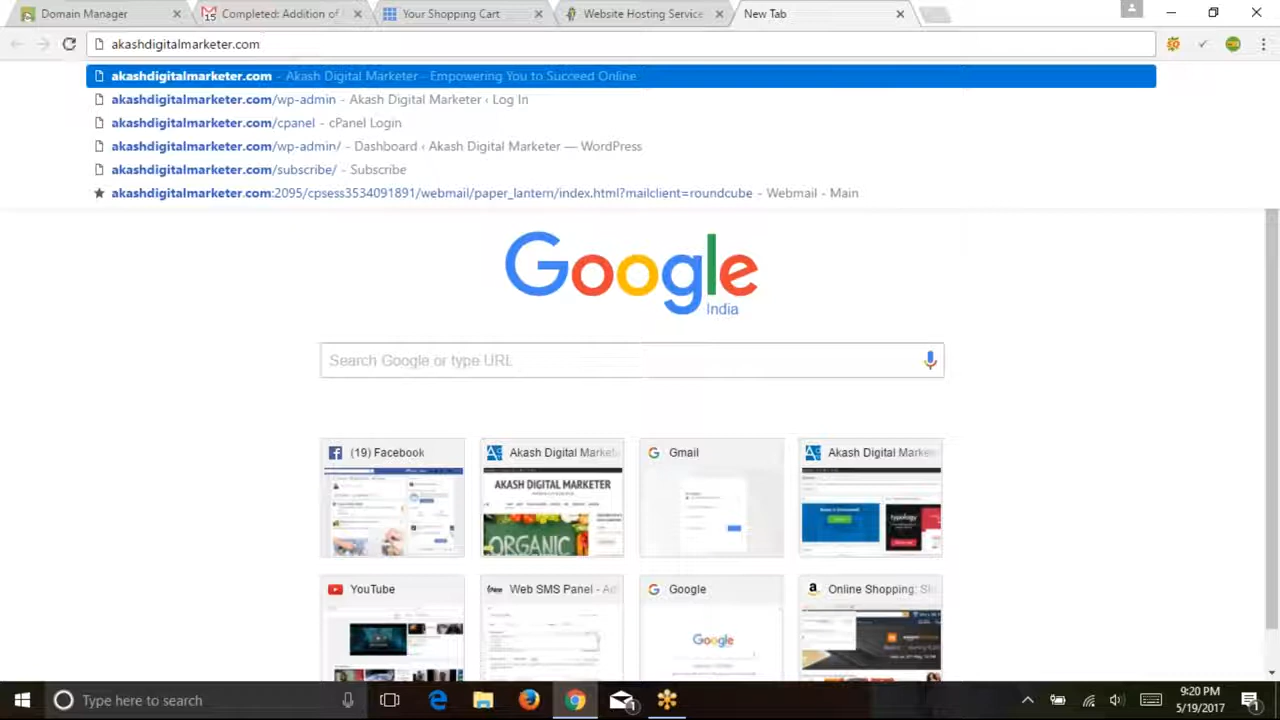 Domain Manager
Completed: Addition of
Your Shopping Cart
Website Hosting Service
New Tab
akashdigitalmarketer.com
akashdigitalmarketer.com - Akash Digital Marketer - Empowering You to Succeed Online
akashdigitalmarketer.com/wp-admin - Akash Digital Marketer ‹ Log In
akashdigitalmarketer.com/cpanel - cPanel Login
akashdigitalmarketer.com/wp-admin/ - Dashboard ‹ Akash Digital Marketer — WordPress
akashdigitalmarketer.com/subscribe/ - Subscribe
akashdigitalmarketer.com:2095/cpsess3534091891/webmail/paper_lantern/index.html?mailclient=roundcube - Webmail - Main
Google
India
Search Google or type URL
(19) Facebook
Akash Digital Markete
Gmail
Akash Digital Marke
AKASH DIGITAL MARKETER
ORGANIC
typology
YouTube
Web SMS Panel - Ad
Google
Online Shopping: S
Google
Type here to search
1
9:20 PM
5/19/2017
1